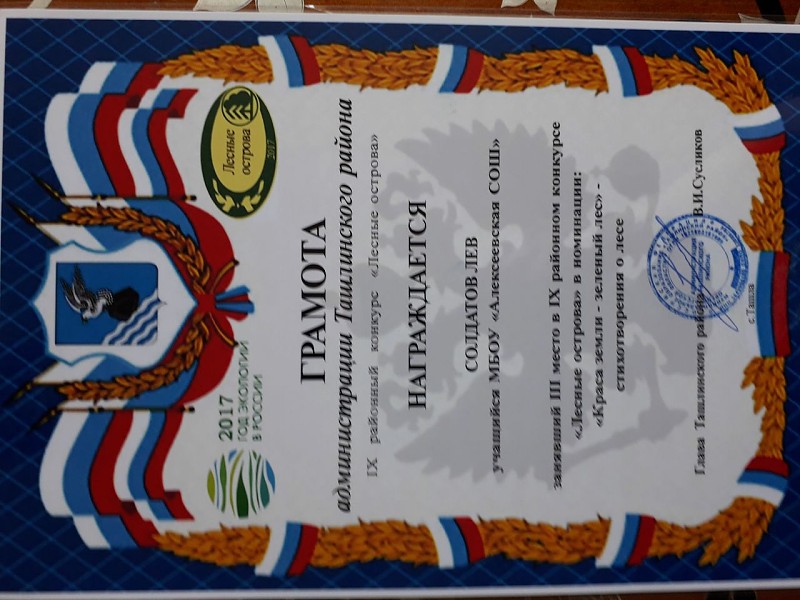 2017
ГОД ЭКОЛОГИИ
В РОССИИ
Лесные
острова
2017
ГРАМОТА
администрации Ташлинского района
IX районный конкурс «Лесные острова»
НАГРАЖДАЕТСЯ
СОЛДАТОВ ЛЕВ
учащийся МБОУ «Алексеевская СОШ»
занявший III место в IX районном конкурсе
«Лесные острова» в номинации:
«Краса земли - зеленый лес» -
стихотворения о лесе
Глава Ташлинского района В.И.Сусликов
с.Ташла